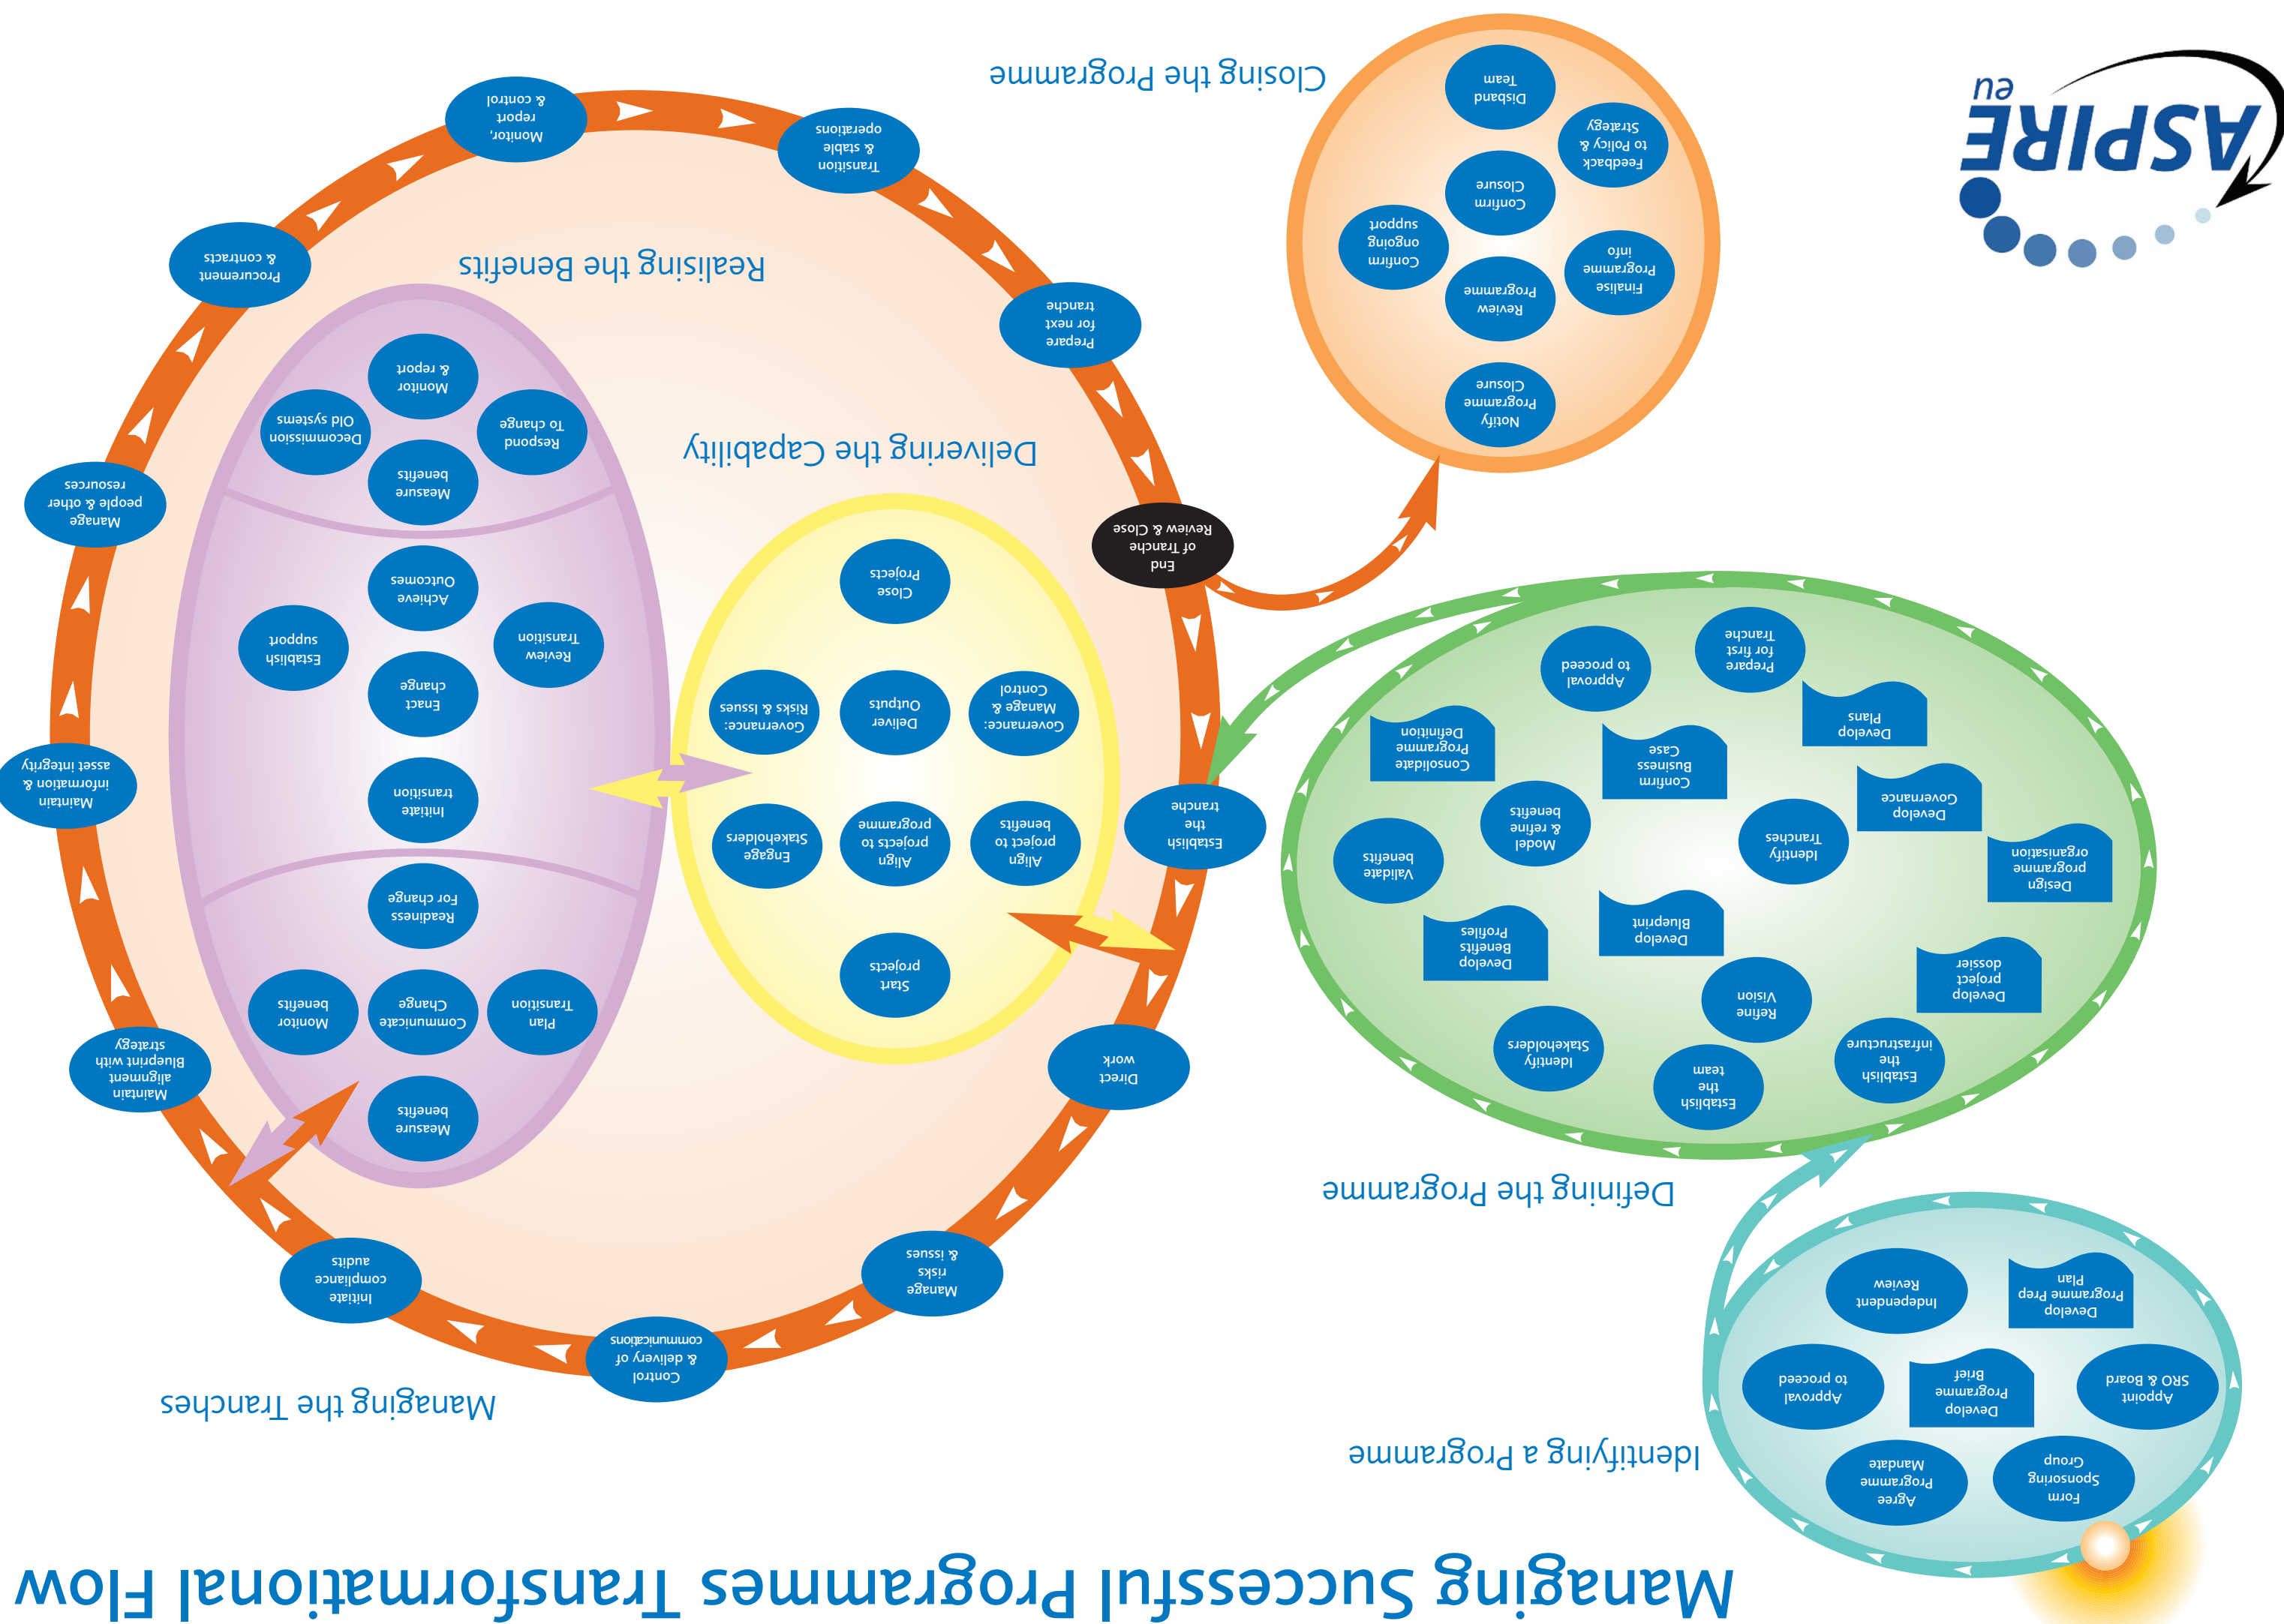 Managing Successful Programmes Transformational Flow
Form
Sponsoring
Group
Agree
Programme
Mandate
Appoint
SRO & Board
Develop
Programme
Brief
Approval
to proceed
Develop
Programme Prep
Plan
Independent
Review
Identifying a Programme
Defining the Programme
Establish
the
team
Establish
the
infrastructure
Identify
Stakeholders
Refine
Vision
Develop
project
dossier
Develop
Benefits
Profiles
Develop
Blueprint
Design
programme
organisation
Validate
benefits
Model
& refine
benefits
Identify
Tranches
Develop
Governance
Consolidate
Programme
Definition
Confirm
Business
Case
Develop
Plans
Approval
to proceed
Prepare
for first
Tranche
Managing the Tranches
Establish
the
tranche
Direct
work
Manage
risks
& issues
Control
& delivery of
communications
Initiate
compliance
audits
Maintain
alignment
Blueprint with
strategy
Maintain
information &
asset integrity
Manage
people & other
resources
Procurement
& contracts
Monitor,
report
& control
Transition
& stable
operations
Prepare
for next
tranche
End
of Tranche
Review & Close
Delivering the Capability
Start
projects
Align
project to
benefits
Align
projects to
programme
Engage
Stakeholders
Governance:
Manage &
Control
Deliver
Outputs
Governance:
Risks & Issues
Close
Projects
Realising the Benefits
Measure
benefits
Plan
Transition
Communicate
Change
Monitor
benefits
Readiness
For change
Initiate
transition
Enact
change
Review
Transition
Establish
support
Achieve
Outcomes
Measure
benefits
Respond
To change
Decommission
Old systems
Monitor
& report
Closing the Programme
Notify
Programme
Closure
Review
Programme
Finalise
Programme
info
Confirm
ongoing
support
Confirm
Closure
Feedback
to Policy &
Strategy
Disband
Team
ASPIRE
eu